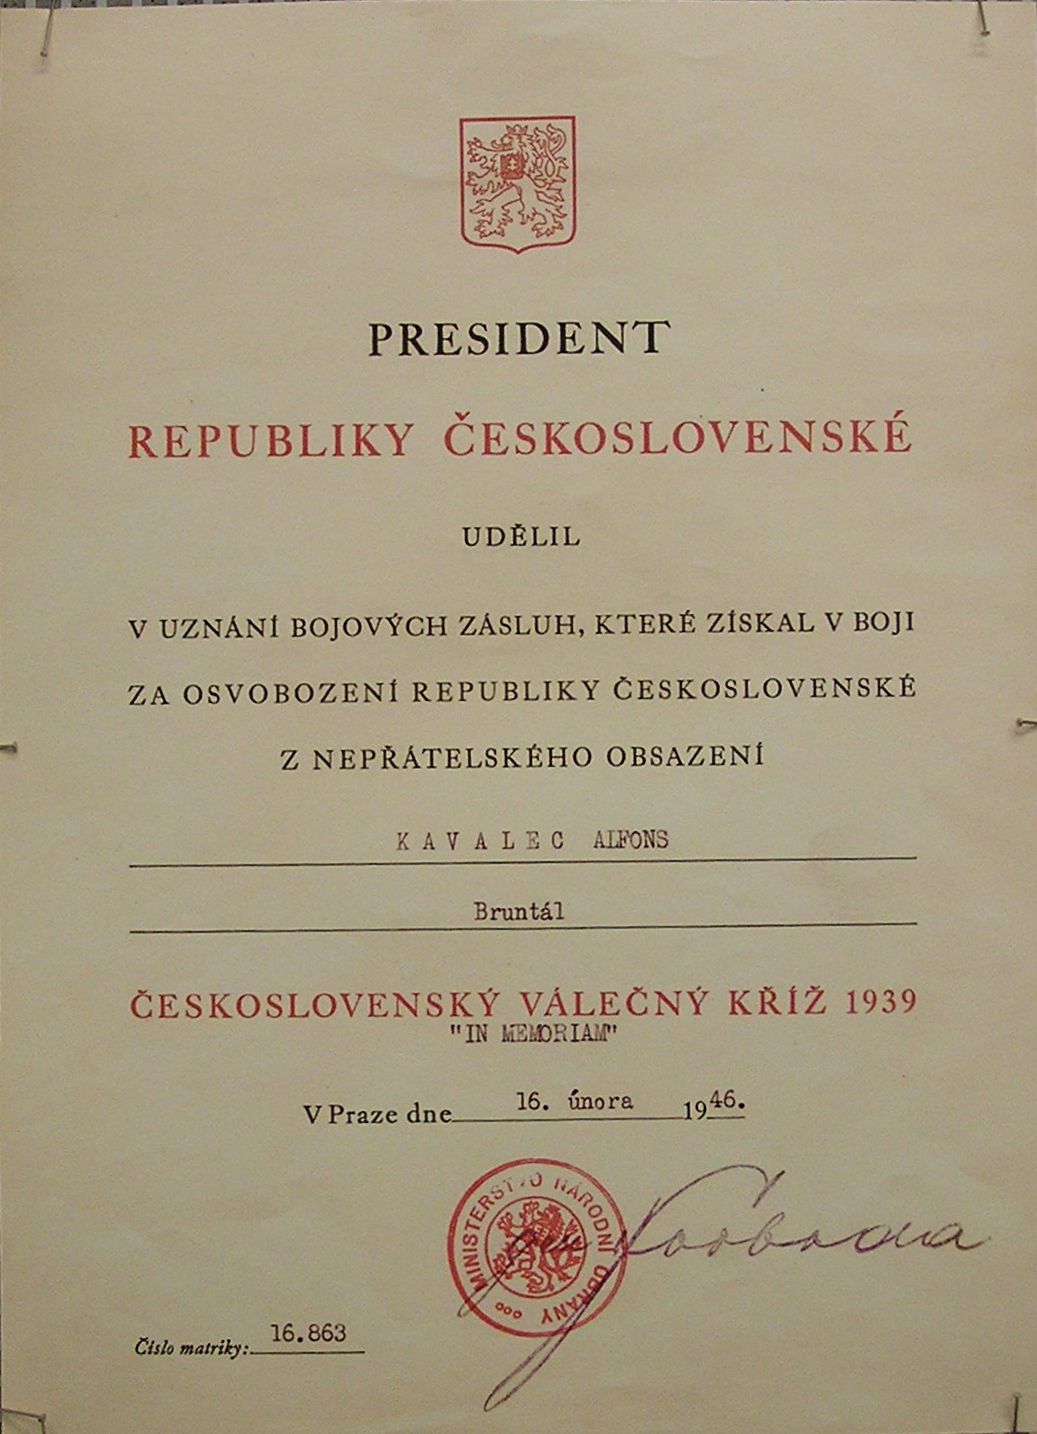 PRESIDENT
REPUBLIKY ČESKOSLOVENSKÉ
UDĚLIL
V UZNÁNÍ BOJOVÝCH ZÁSLUH, KTERÉ ZÍSKAL V BOJI
ZA OSVOBOZENÍ REPUBLIKY ČESKOSLOVENSKÉ
Z NEPŘÁTELSKÉHO OBSAZENÍ
KAVALEC ALFONS
Bruntál
ČESKOSLOVENSKÝ VÁLEČNÝ KŘÍŽ 1939
"IN MEMORIAM"
V Praze dne 16. února 1946.
MINISTERSTVO NÁRODNÍ OBRANY
Svoboda
Číslo matriky: 16.863